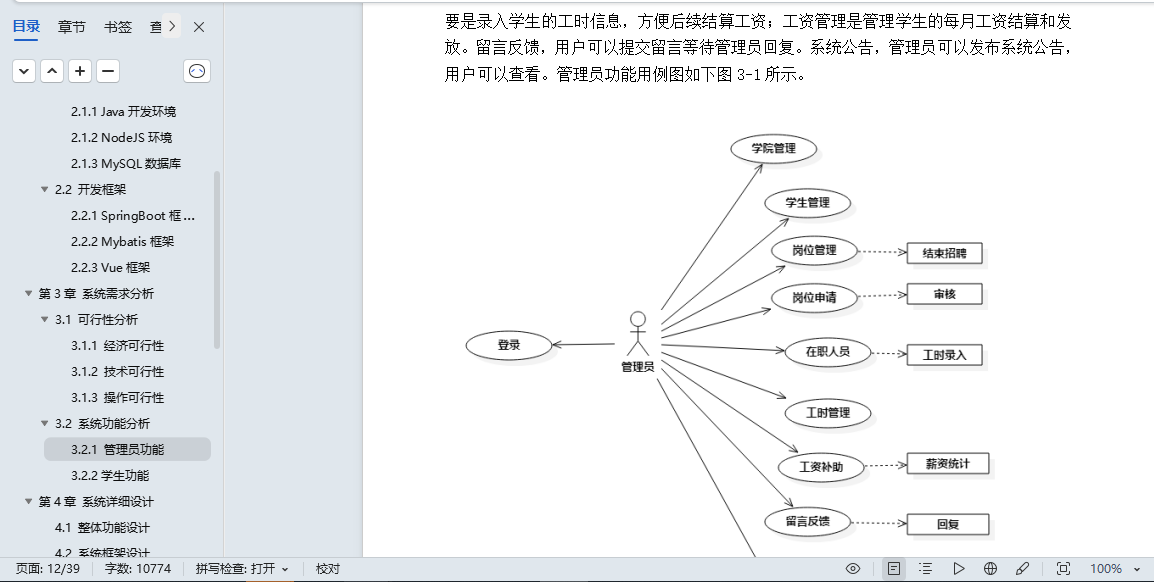 目录 章节 书签 查
2.1.1 Java 开发环境
2.1.2 NodeJS 环境
2.1.3 MySQL 数据库
2.2 开发框架
2.2.1 SpringBoot 框 ...
2.2.2 Mybatis 框架
2.2.3 Vue 框架
第 3 章 系统需求分析
3.1 可行性分析
3.1.1 经济可行性
3.1.2 技术可行性
3.1.3 操作可行性
3.2 系统功能分析
3.2.1 管理员功能
3.2.2 学生功能
第 4 章 系统详细设计
4.1 整体功能设计
4.2 系统框架设计
要是录入学生的工时信息，方便后续结算工资；工资管理是管理学生的每月工资结算和发
放。留言反馈，用户可以提交留言等待管理员回复。系统公告，管理员可以发布系统公告，
用户可以查看。管理员功能用例图如下图 3-1 所示。
学院管理
学生管理
岗位管理
结束招聘
岗位申请
审核
登录
管理员
在职人员
工时录入
工时管理
工资补助
薪资统计
留言反馈
回复
页面: 12/39 字数: 10774 拼写检查: 打开 校对 100%